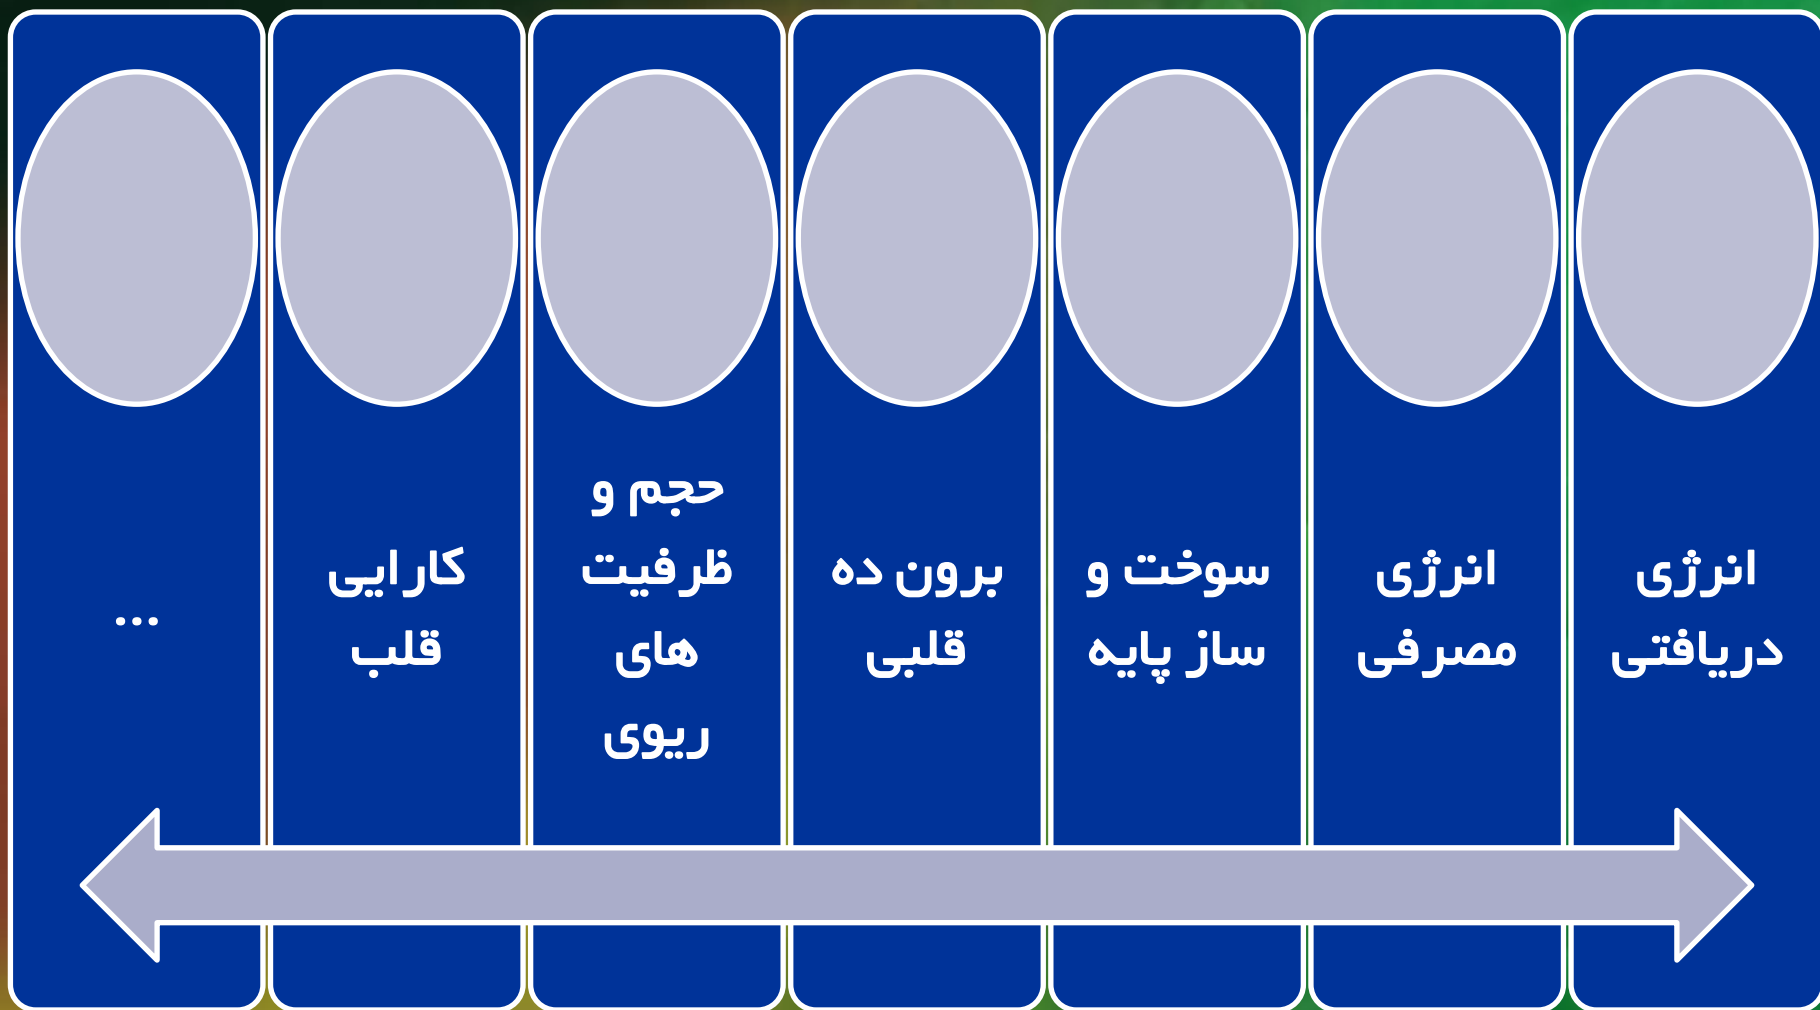 انرژی
دریافتی
انرژی
مصرفی
سوخت و
ساز پایه
برون ده
قلبی
حجم و
ظرفیت
های
ریوی
کارایی
قلب
...